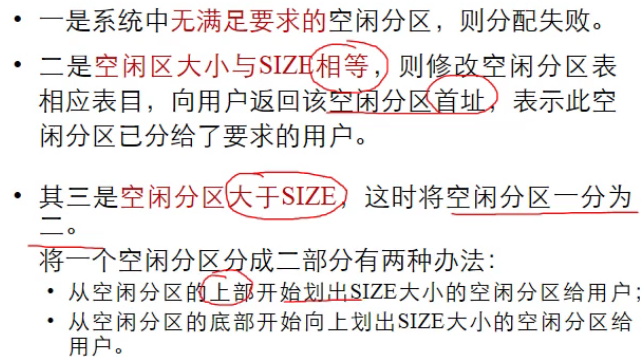 • 一是系统中无满足要求的空闲分区，则分配失败。
• 二是空闲区大小与SIZE相等，则修改空闲分区表
相应表目，向用户返回该空闲分区首址，表示此空
闲分区已分给了要求的用户。
• 其三是空闲分区大于SIZE，这时将空闲分区一分为
二。
将一个空闲分区分成二部分有两种办法：
• 从空闲分区的上部开始划出SIZE大小的空闲分区给用户；
• 从空闲分区的底部开始向上划出SIZE大小的空闲分区给
用户。